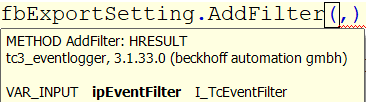 fbExportSetting.AddFilter(,)
METHOD AddFilter: HRESULT
tc3_eventlogger, 3.1.33.0 (beckhoff automation gmbh)
VAR_INPUT ipEventFilter I_TcEventFilter